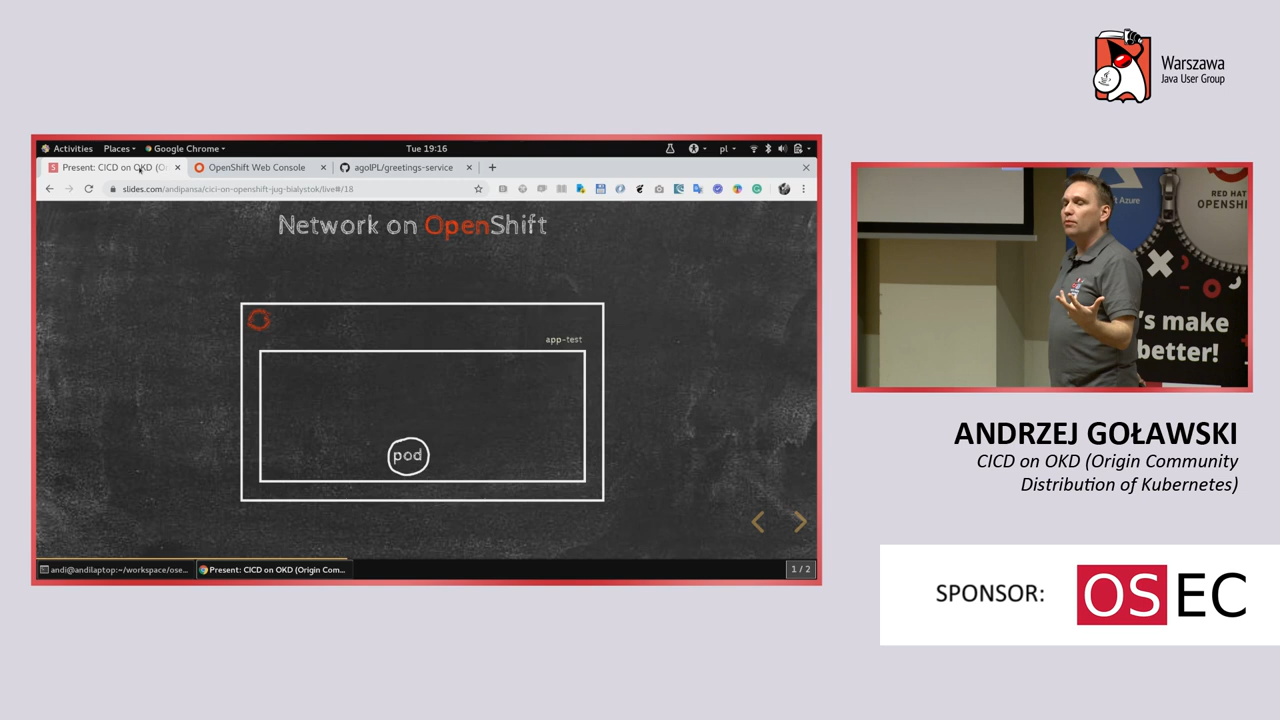 Warszawa
Java User Group
Activities Places Google Chrome Tue 19:16 pl
Present: CICD on OKD (Or OpenShift Web Console agolPL/greetings-service
slides.com/andipansa/cici-on-openshift-jug-bialystok/live#/18
Network on OpenShift
app-test
pod
andi@andilaptop:~/workspace/ose... Present: CICD on OKD (Origin Com... 1 / 2
t Azure
RED HAT
OPENSHI
's make
better!
ANDRZEJ GOŁAWSKI
CICD on OKD (Origin Community
Distribution of Kubernetes)
SPONSOR: OSEC